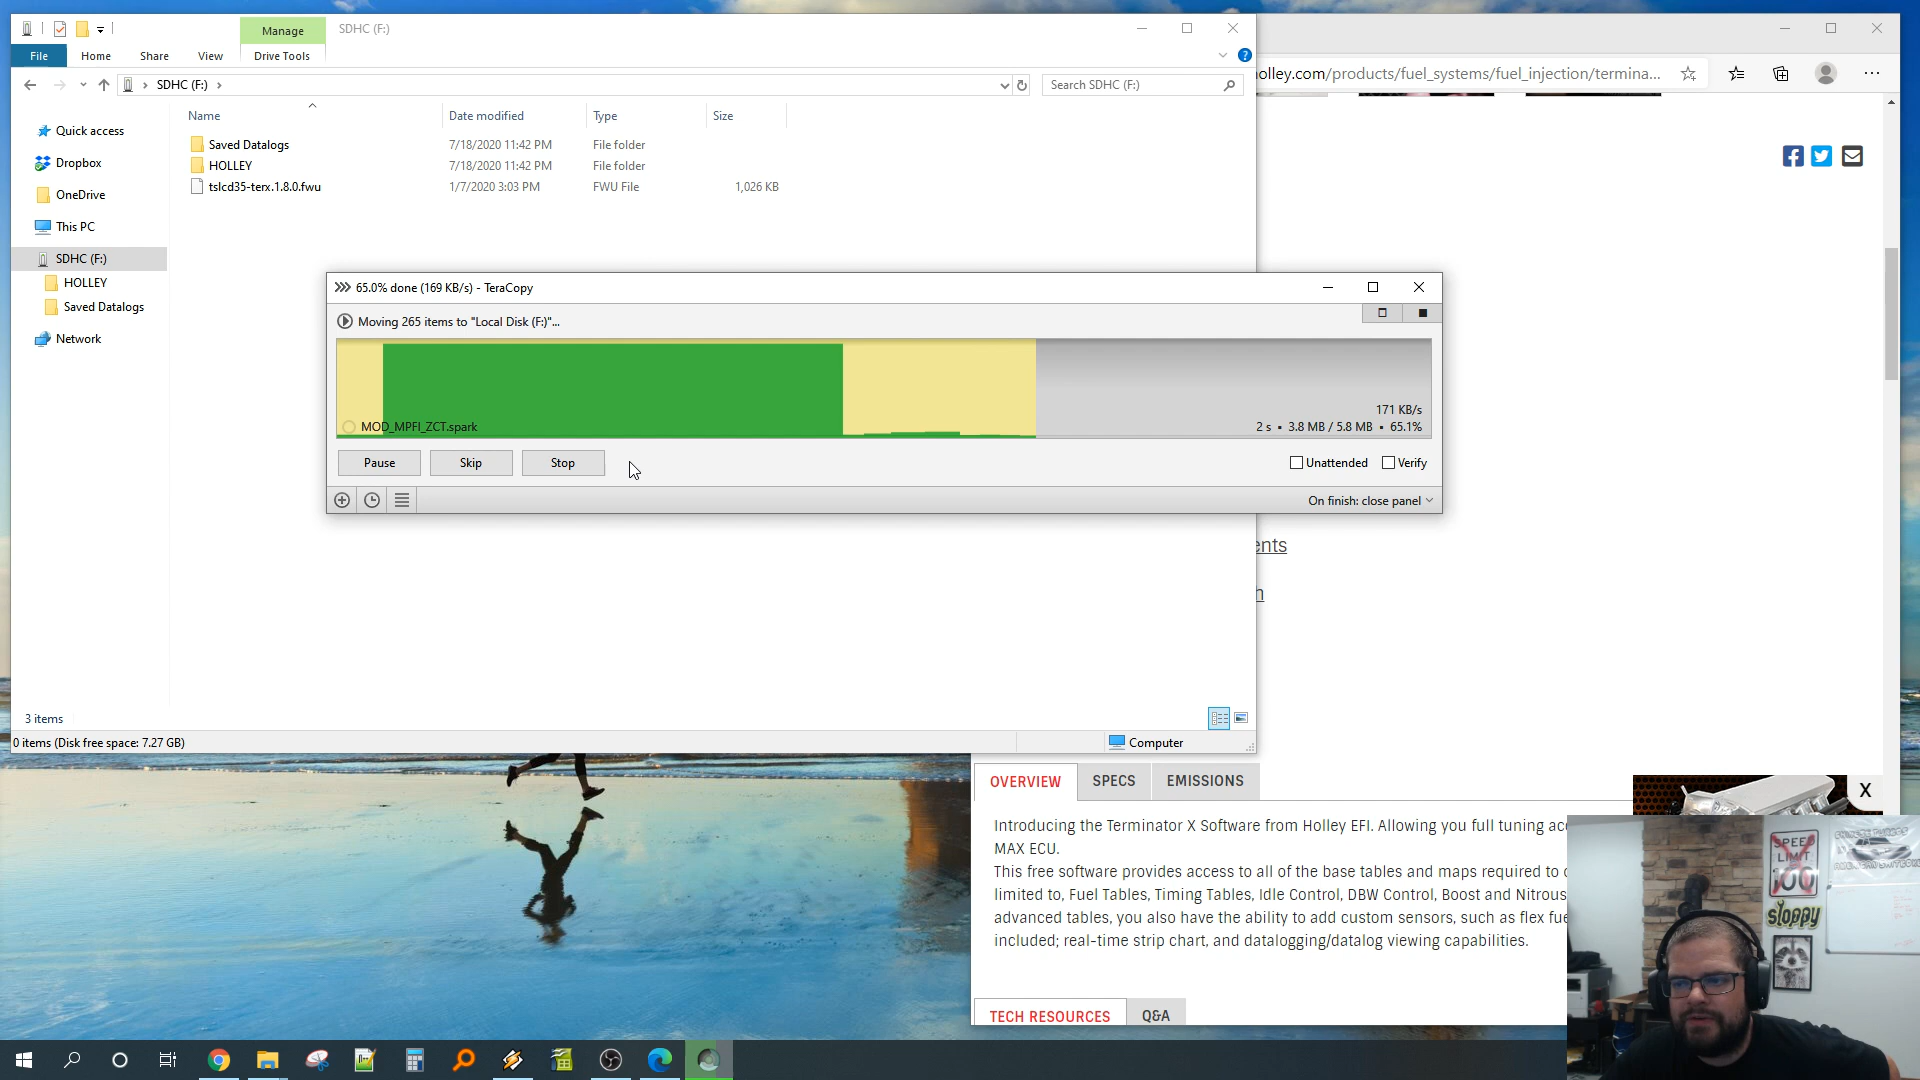 Manage
SDHC (F:)
File
Home
Share
View
Drive Tools
SDHC (F:)
Search SDHC (F:)
olley.com/products/fuel_systems/fuel_injection/termina...
Name
Date modified
Type
Size
Quick access
Dropbox
OneDrive
This PC
SDHC (F:)
HOLLEY
Saved Datalogs
Network
Saved Datalogs
7/18/2020 11:42 PM
File folder
HOLLEY
7/18/2020 11:42 PM
File folder
tslcd35-terx.1.8.0.fwu
1/7/2020 3:03 PM
FWU File
1,026 KB
65.0% done (169 KB/s) - TeraCopy
Moving 265 items to "Local Disk (F:)"...
171 KB/s
MOD_MPFI_ZCT.spark
2 s • 3.8 MB / 5.8 MB • 65.1%
Pause
Skip
Stop
Unattended
Verify
On finish: close panel
ents
h
3 items
0 items (Disk free space: 7.27 GB)
Computer
OVERVIEW
SPECS
EMISSIONS
X
Introducing the Terminator X Software from Holley EFI. Allowing you full tuning acc
MAX ECU.
This free software provides access to all of the base tables and maps required to
limited to, Fuel Tables, Timing Tables, Idle Control, DBW Control, Boost and Nitrous
advanced tables, you also have the ability to add custom sensors, such as flex fue
included; real-time strip chart, and datalogging/datalog viewing capabilities.
TECH RESOURCES
Q&A
SPEED
LIMIT
100
sloppy